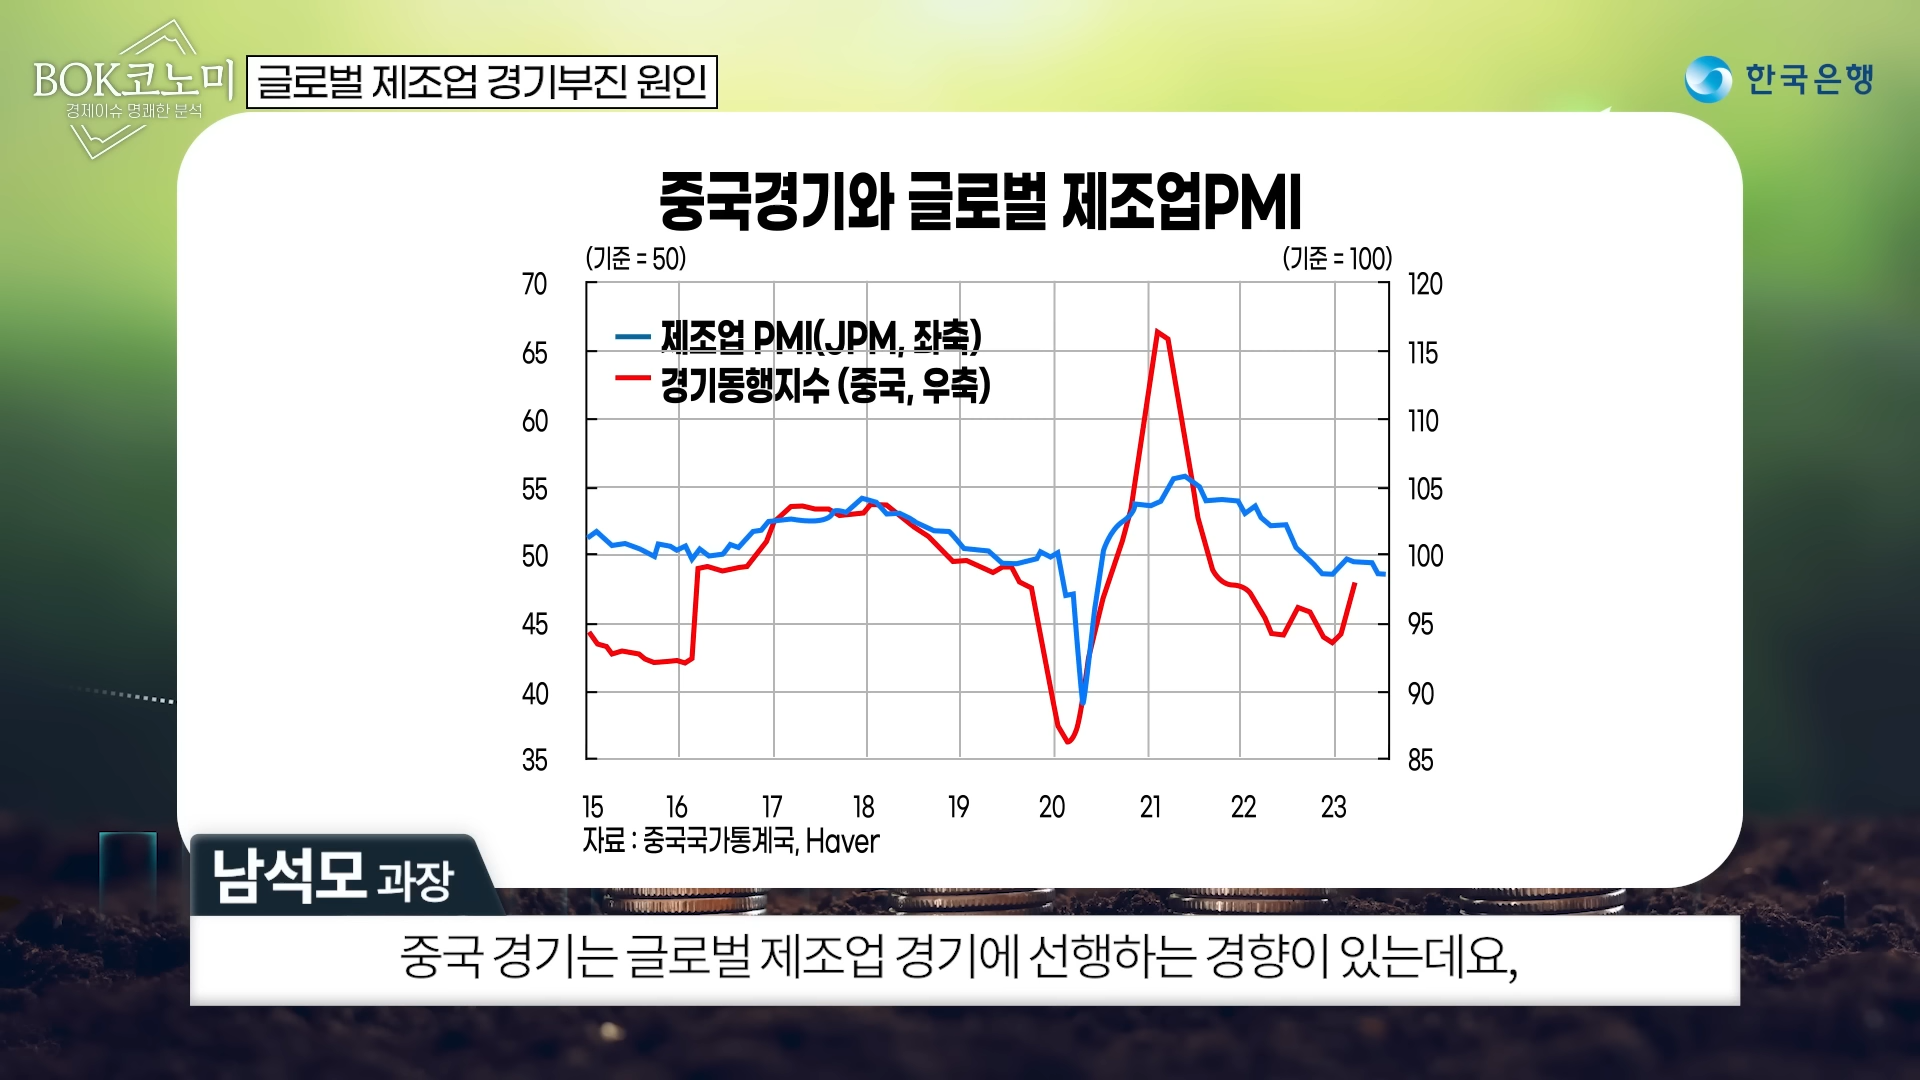 BOK코노미
경제이슈 명쾌한 분석
글로벌 제조업 경기부진 원인
한국은행
중국경기와 글로벌 제조업PMI
(기준 = 50)
(기준 = 100)
제조업 PMI(JPM, 좌축)
경기동행지수 (중국, 우축)
70
65
60
55
50
45
40
35
120
115
110
105
100
95
90
85
15 16 17 18 19 20 21 22 23
자료 : 중국국가통계국, Haver
남석모 과장
중국 경기는 글로벌 제조업 경기에 선행하는 경향이 있는데요,